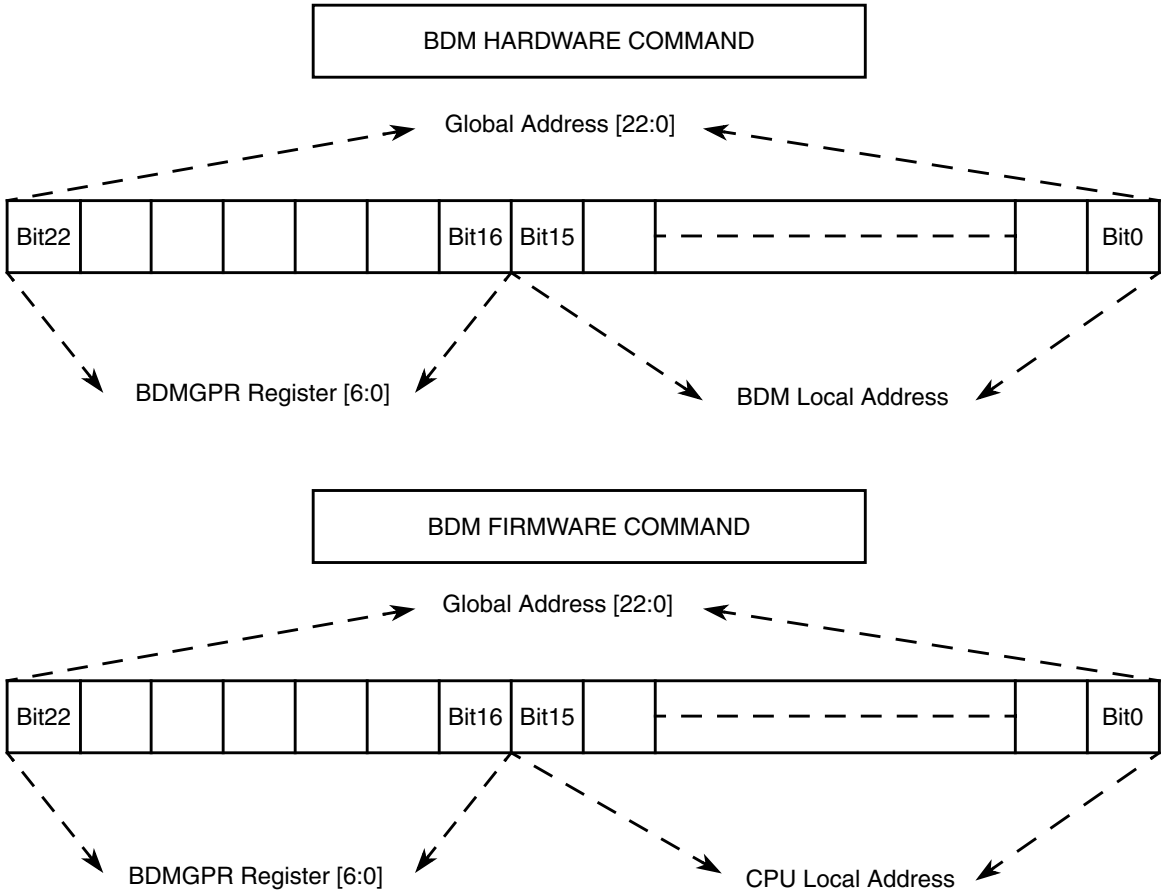 BDM HARDWARE COMMAND
Global Address [22:0]
Bit22 Bit16 Bit15 Bit0
BDMGPR Register [6:0] BDM Local Address
BDM FIRMWARE COMMAND
Global Address [22:0]
Bit22 Bit16 Bit15 Bit0
BDMGPR Register [6:0] CPU Local Address